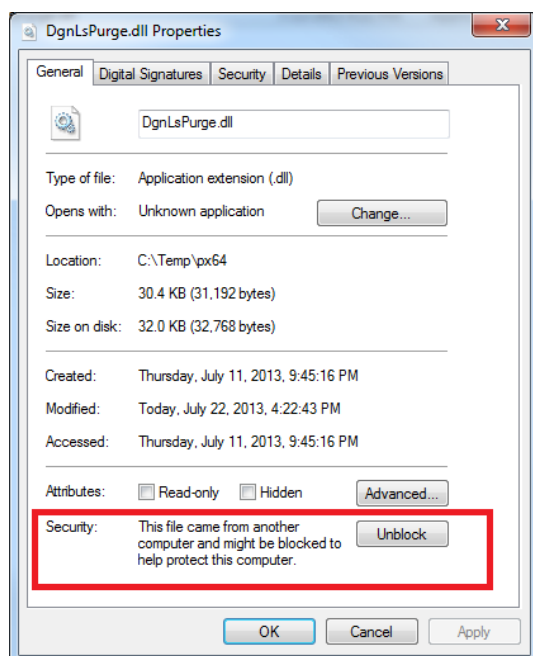 DgnLsPurge.dll Properties
General Digital Signatures Security Details Previous Versions
DgnLsPurge.dll
Type of file: Application extension (.dll)
Opens with: Unknown application Change...
Location: C:\Temp\px64
Size: 30.4 KB (31,192 bytes)
Size on disk: 32.0 KB (32,768 bytes)
Created: Thursday, July 11, 2013, 9:45:16 PM
Modified: Today, July 22, 2013, 4:22:43 PM
Accessed: Thursday, July 11, 2013, 9:45:16 PM
Attributes: Read-only Hidden Advanced...
Security: This file came from another
computer and might be blocked to Unblock
help protect this computer.
OK Cancel Apply